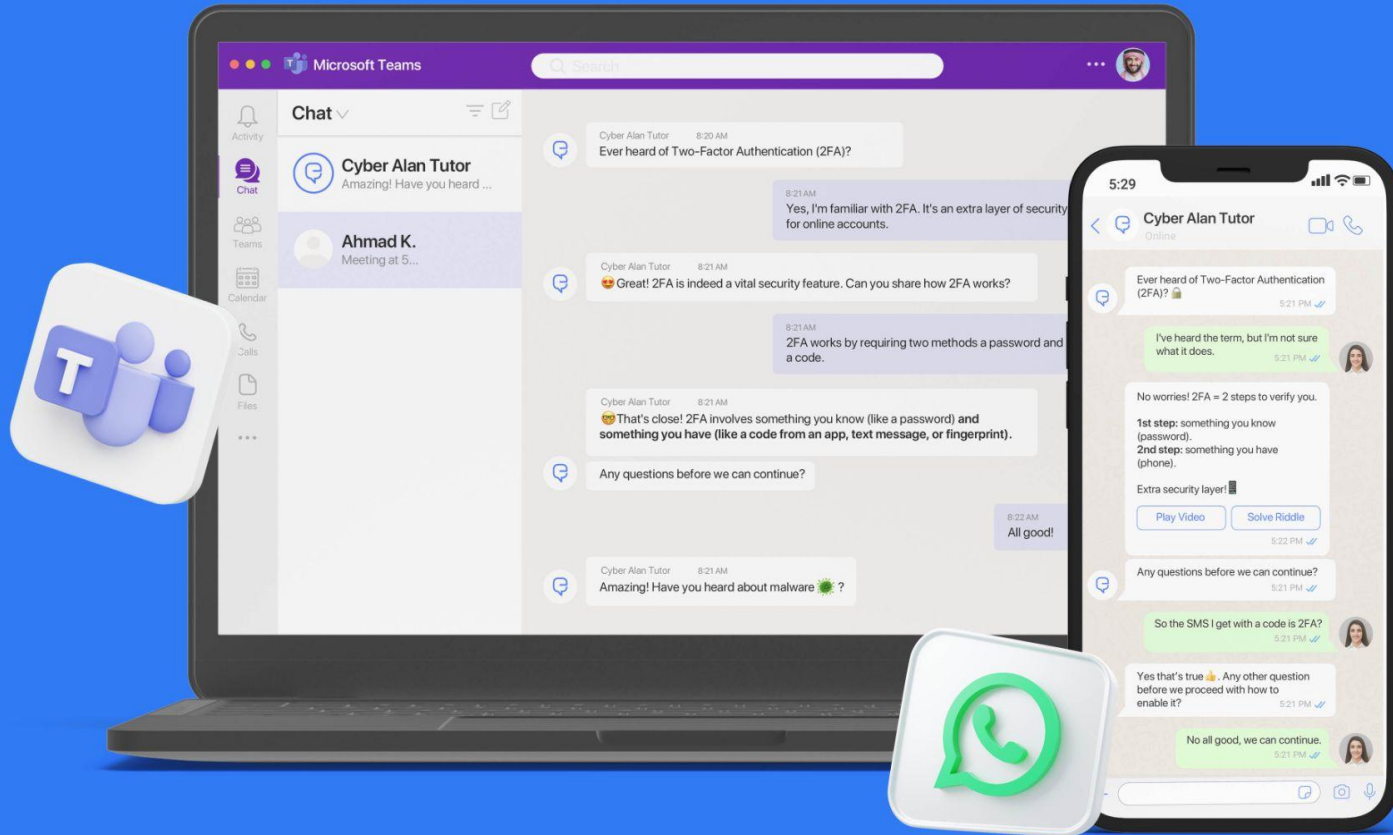 Microsoft Teams
Search
Activity
Chat
Teams
Calendar
Calls
Files
Chat
Cyber Alan Tutor
Amazing! Have you heard ...
Ahmad K.
Meeting at 5...
Cyber Alan Tutor 8:20 AM
Ever heard of Two-Factor Authentication (2FA)?
8:21 AM
Yes, I'm familiar with 2FA. It's an extra layer of security
for online accounts.
Cyber Alan Tutor 8:21 AM
😍Great! 2FA is indeed a vital security feature. Can you share how 2FA works?
8:21 AM
2FA works by requiring two methods a password and
a code.
Cyber Alan Tutor 8:21 AM
🤓That's close! 2FA involves something you know (like a password) and
something you have (like a code from an app, text message, or fingerprint).
Any questions before we can continue?
8:22 AM
All good!
Cyber Alan Tutor 8:21 AM
Amazing! Have you heard about malware 🦠 ?
T
T
5:29
Cyber Alan Tutor
Online
Ever heard of Two-Factor Authentication
(2FA)? 🔒
5:21 PM
I've heard the term, but I'm not sure
what it does.
5:21 PM
No worries! 2FA = 2 steps to verify you.
1st step: something you know
(password).
2nd step: something you have
(phone).
Extra security layer!📱
Play Video
Solve Riddle
5:22 PM
Any questions before we can continue?
5:21 PM
So the SMS I get with a code is 2FA?
5:21 PM
Yes that's true👍. Any other question
before we proceed with how to
enable it?
5:21 PM
No all good, we can continue.
5:21 PM